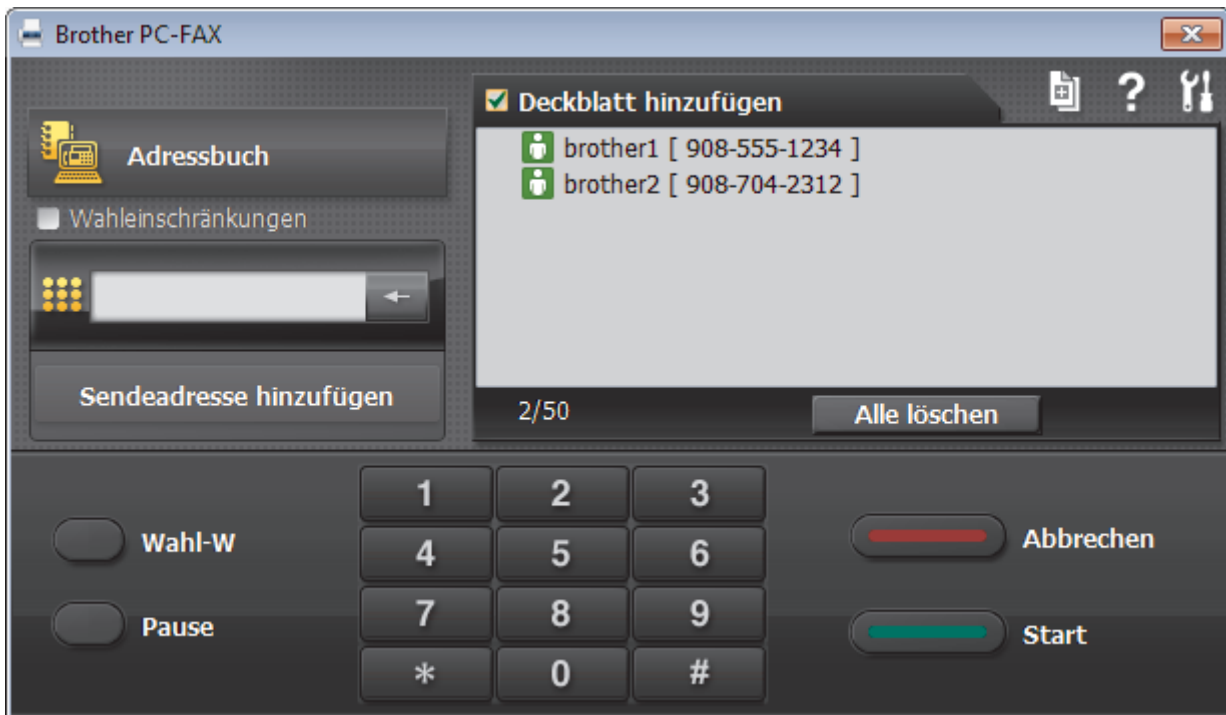 Brother PC-FAX
Adressbuch
Wahleinschränkungen
Sendeadresse hinzufügen
Deckblatt hinzufügen
?
brother1 [ 908-555-1234 ]
brother2 [ 908-704-2312 ]
2/50
Alle löschen
Wahl-W
Pause
1 2 3
4 5 6
7 8 9
* 0 #
Abbrechen
Start